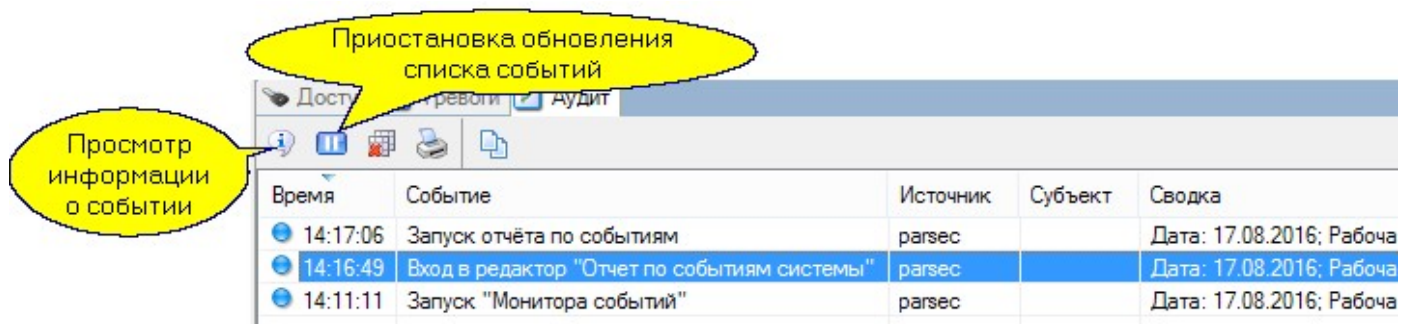 Приостановка обновления
списка событий
Просмотр
информации
о событии
Аудит
Время Событие Источник Субъект Сводка
14:17:06 Запуск отчёта по событиям parsec Дата: 17.08.2016; Рабоча
14:16:49 Вход в редактор "Отчет по событиям системы" parsec Дата: 17.08.2016; Рабоча
14:11:11 Запуск "Монитора событий" parsec Дата: 17.08.2016; Рабоча